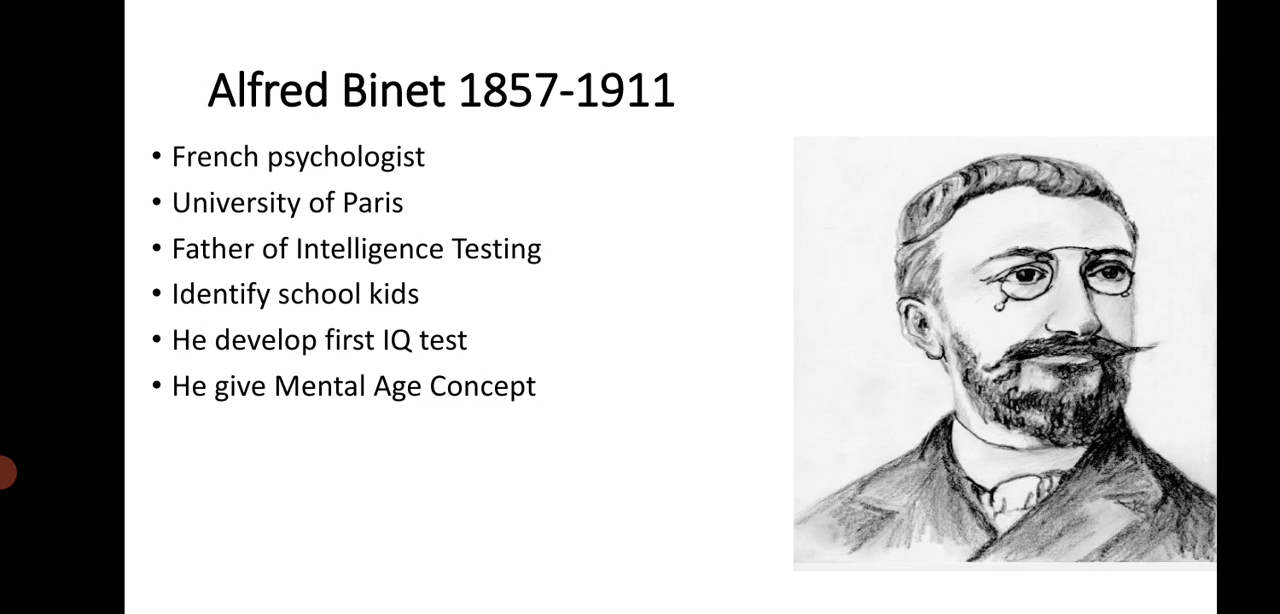 Alfred Binet 1857-1911
• French psychologist
• University of Paris
• Father of Intelligence Testing
• Identify school kids
• He develop first IQ test
• He give Mental Age Concept